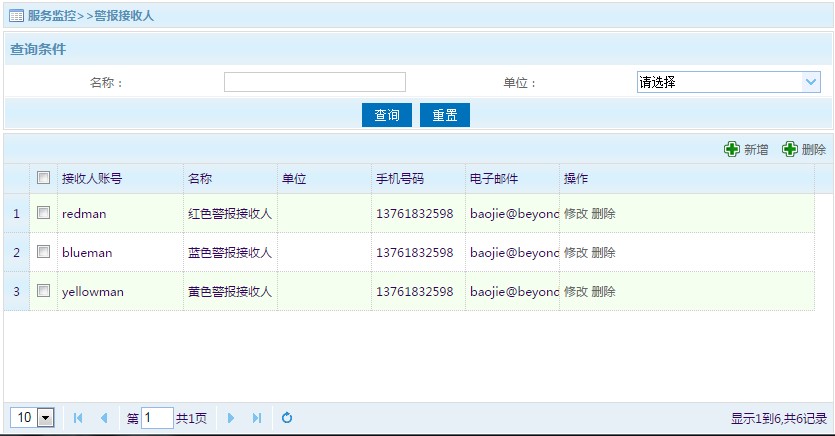 服务监控>>警报接收人
查询条件
名称： 单位： 请选择
查询 重置
新增 删除
接收人账号 名称 单位 手机号码 电子邮件 操作
1 redman 红色警报接收人 13761832598 baojie@beyond 修改 删除
2 blueman 蓝色警报接收人 13761832598 baojie@beyond 修改 删除
3 yellowman 黄色警报接收人 13761832598 baojie@beyond 修改 删除
10 第 1 共1页 显示1到6,共6记录